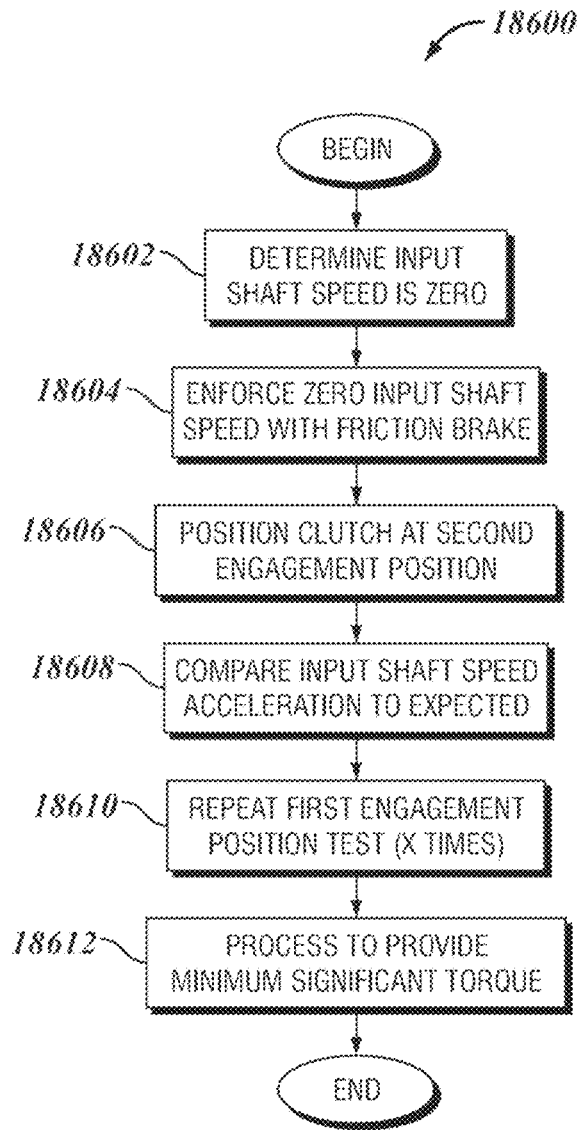 18600
BEGIN
18602
DETERMINE INPUT
SHAFT SPEED IS ZERO
18604
ENFORCE ZERO INPUT SHAFT
SPEED WITH FRICTION BRAKE
18606
POSITION CLUTCH AT SECOND
ENGAGEMENT POSITION
18608
COMPARE INPUT SHAFT SPEED
ACCELERATION TO EXPECTED
18610
REPEAT FIRST ENGAGEMENT
POSITION TEST (X TIMES)
18612
PROCESS TO PROVIDE
MINIMUM SIGNIFICANT TORQUE
END